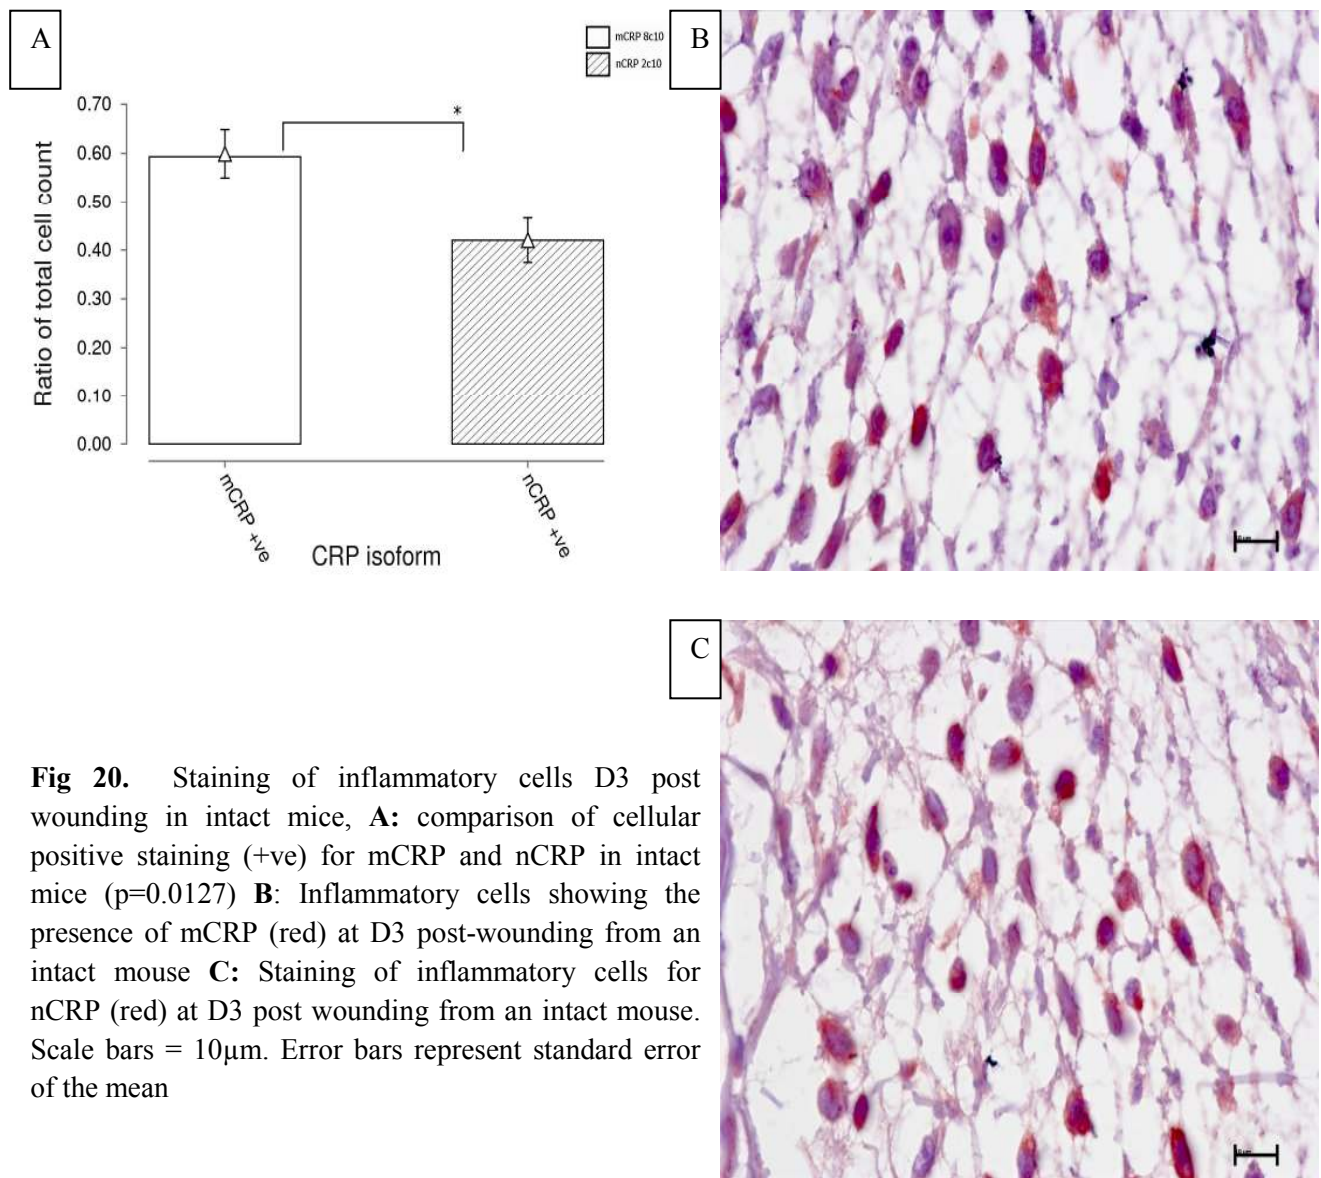 A
mCRP 8c10
nCRP 2c10
*
0.70
0.60
0.50
0.40
0.30
0.20
0.10
0.00
Ratio of total cell count
mCRP +ve
nCRP +ve
CRP isoform
B
C
Fig 20. Staining of inflammatory cells D3 post
wounding in intact mice, A: comparison of cellular
positive staining (+ve) for mCRP and nCRP in intact
mice (p=0.0127) B: Inflammatory cells showing the
presence of mCRP (red) at D3 post-wounding from an
intact mouse C: Staining of inflammatory cells for
nCRP (red) at D3 post wounding from an intact mouse.
Scale bars = 10µm. Error bars represent standard error
of the mean